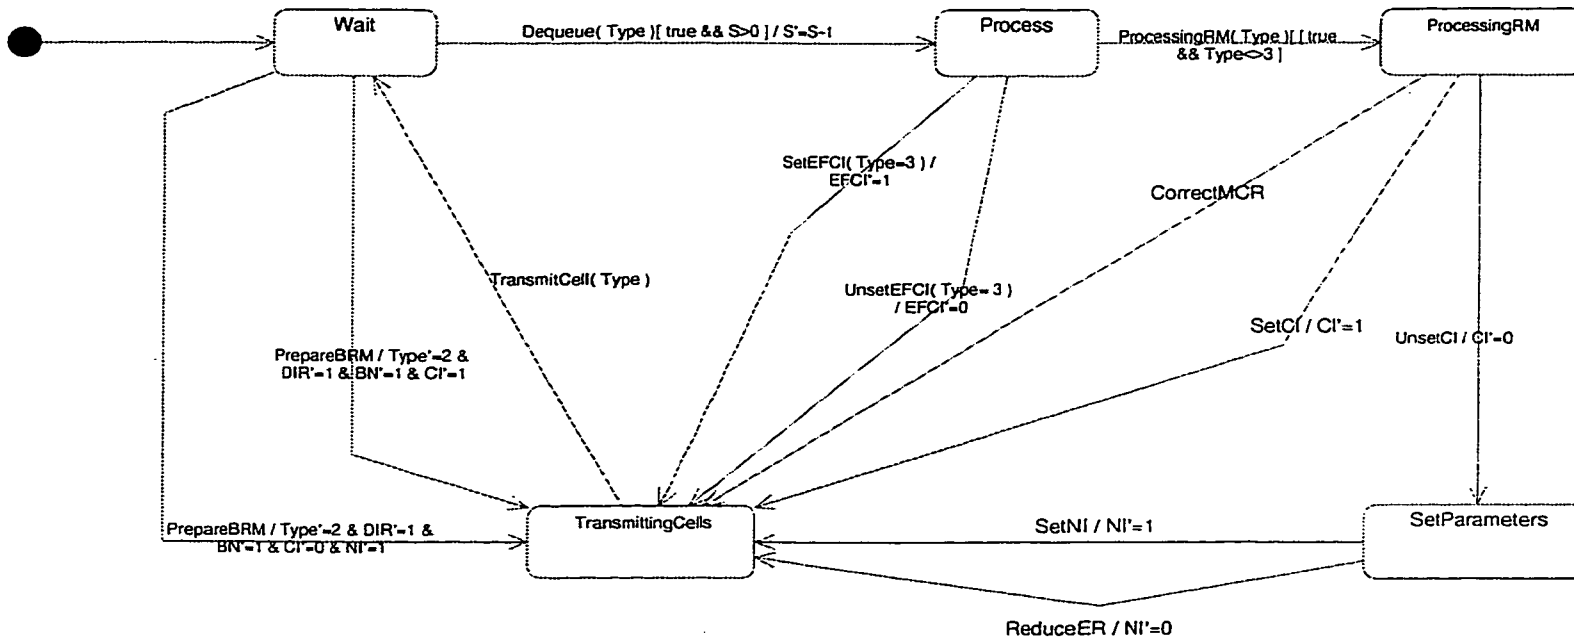 Wait
Dequeue( Type )[ true && S>0 ] / S'=S-1
Process
ProcessingRM( Type )[ [ true
&& Type<>3 ]
ProcessingRM
SetEFCI( Type=3 ) /
EFCI'=1
CorrectMCR
TransmitCell( Type )
UnsetEFCI( Type= 3 )
/ EFCI'=0
SetCI / CI'=1
UnsetCI / CI'=0
PrepareBRM / Type'=2 &
DIR'=1 & BN'=1 & CI'=1
PrepareBRM / Type'=2 & DIR'=1 &
BN'=1 & CI'=0 & NI'=1
TransmittingCells
SetNI / NI'=1
SetParameters
ReduceER / NI'=0